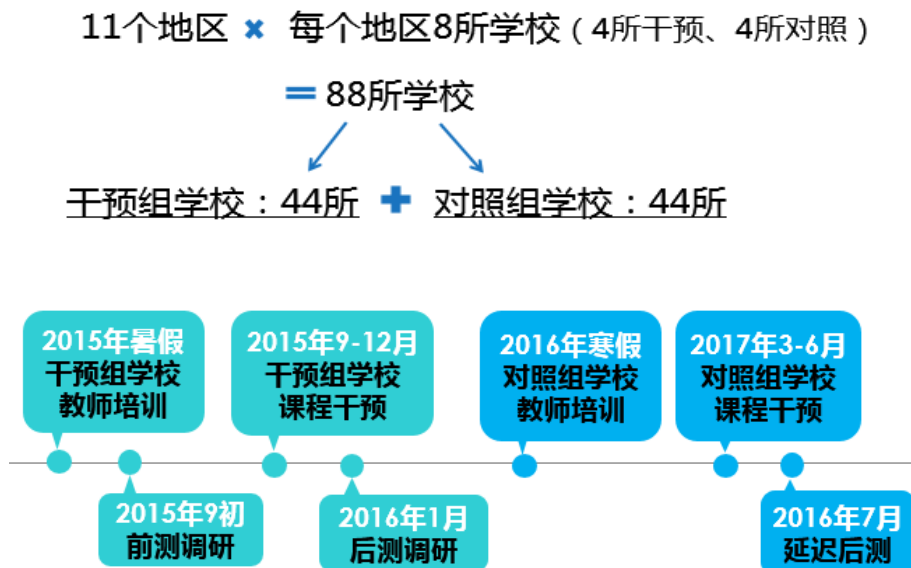 11个地区 × 每个地区8所学校（4所干预、4所对照）
= 88所学校
干预组学校：44所 + 对照组学校：44所
2015年暑假
干预组学校
教师培训
2015年9-12月
干预组学校
课程干预
2016年寒假
对照组学校
教师培训
2017年3-6月
对照组学校
课程干预
2015年9初
前测调研
2016年1月
后测调研
2016年7月
延迟后测